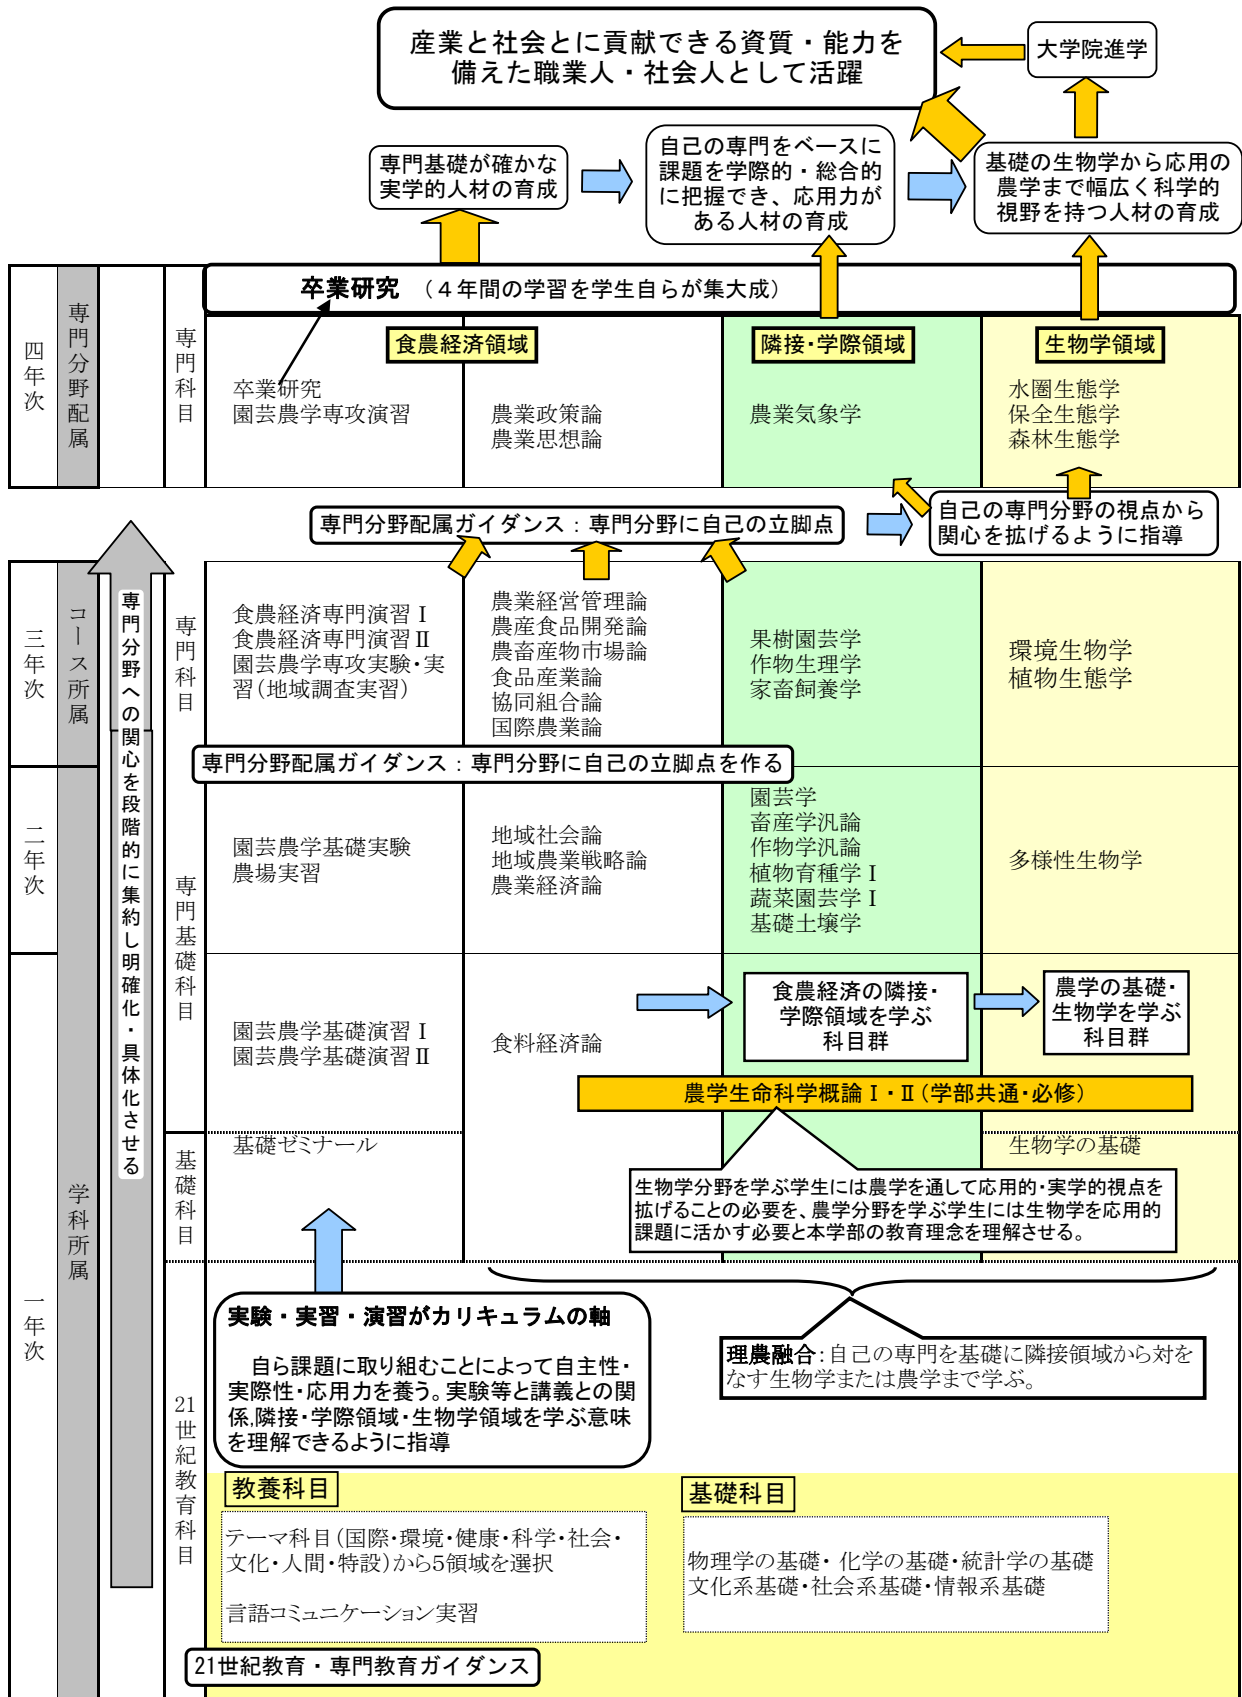 産業と社会とに貢献できる資質・能力を
備えた職業人・社会人として活躍
大学院進学
専門基礎が確かな
実学的人材の育成
自己の専門をベースに
課題を学際的・総合的
に把握でき、応用力が
ある人材の育成
基礎の生物学から応用の
農学まで幅広く科学的
視野を持つ人材の育成
卒業研究 （４年間の学習を学生自らが集大成）
四年次
専門分野配属
専門科目
食農経済領域
隣接・学際領域
生物学領域
卒業研究
園芸農学専攻演習
農業政策論
農業思想論
農業気象学
水圏生態学
保全生態学
森林生態学
専門分野配属ガイダンス：専門分野に自己の立脚点
自己の専門分野の視点から
関心を拡げるように指導
専門分野への関心を段階的に集約し明確化・具体化させる
三年次
コース所属
専門科目
食農経済専門演習Ⅰ
食農経済専門演習Ⅱ
園芸農学専攻実験・実
習（地域調査実習）
農業経営管理論
農産食品開発論
農畜産物市場論
食品産業論
協同組合論
国際農業論
果樹園芸学
作物生理学
家畜飼養学
環境生物学
植物生態学
専門分野配属ガイダンス：専門分野に自己の立脚点を作る
二年次
専門基礎科目
園芸農学基礎実験
農場実習
地域社会論
地域農業戦略論
農業経済論
園芸学
畜産学汎論
作物学汎論
植物育種学Ⅰ
蔬菜園芸学Ⅰ
基礎土壌学
多様性生物学
一年次
学科所属
園芸農学基礎演習Ⅰ
園芸農学基礎演習Ⅱ
食料経済論
食農経済の隣接・
学際領域を学ぶ
科目群
農学の基礎・
生物学を学ぶ
科目群
農学生命科学概論Ⅰ・Ⅱ（学部共通・必修）
基礎科目
基礎ゼミナール
生物学の基礎
生物学分野を学ぶ学生には農学を通して応用的・実学的視点を
拡げることの必要を、農学分野を学ぶ学生には生物学を応用的
課題に活かす必要と本学部の教育理念を理解させる。
実験・実習・演習がカリキュラムの軸
自ら課題に取り組むことによって自主性・
実際性・応用力を養う。実験等と講義との関
係,隣接・学際領域・生物学領域を学ぶ意味
を理解できるように指導
理農融合：自己の専門を基礎に隣接領域から対を
なす生物学または農学まで学ぶ。
21世紀教育科目
教養科目
テーマ科目（国際・環境・健康・科学・社会・
文化・人間・特設）から５領域を選択
言語コミュニケーション実習
基礎科目
物理学の基礎・ 化学の基礎・統計学の基礎
文化系基礎・社会系基礎・情報系基礎
21世紀教育・専門教育ガイダンス